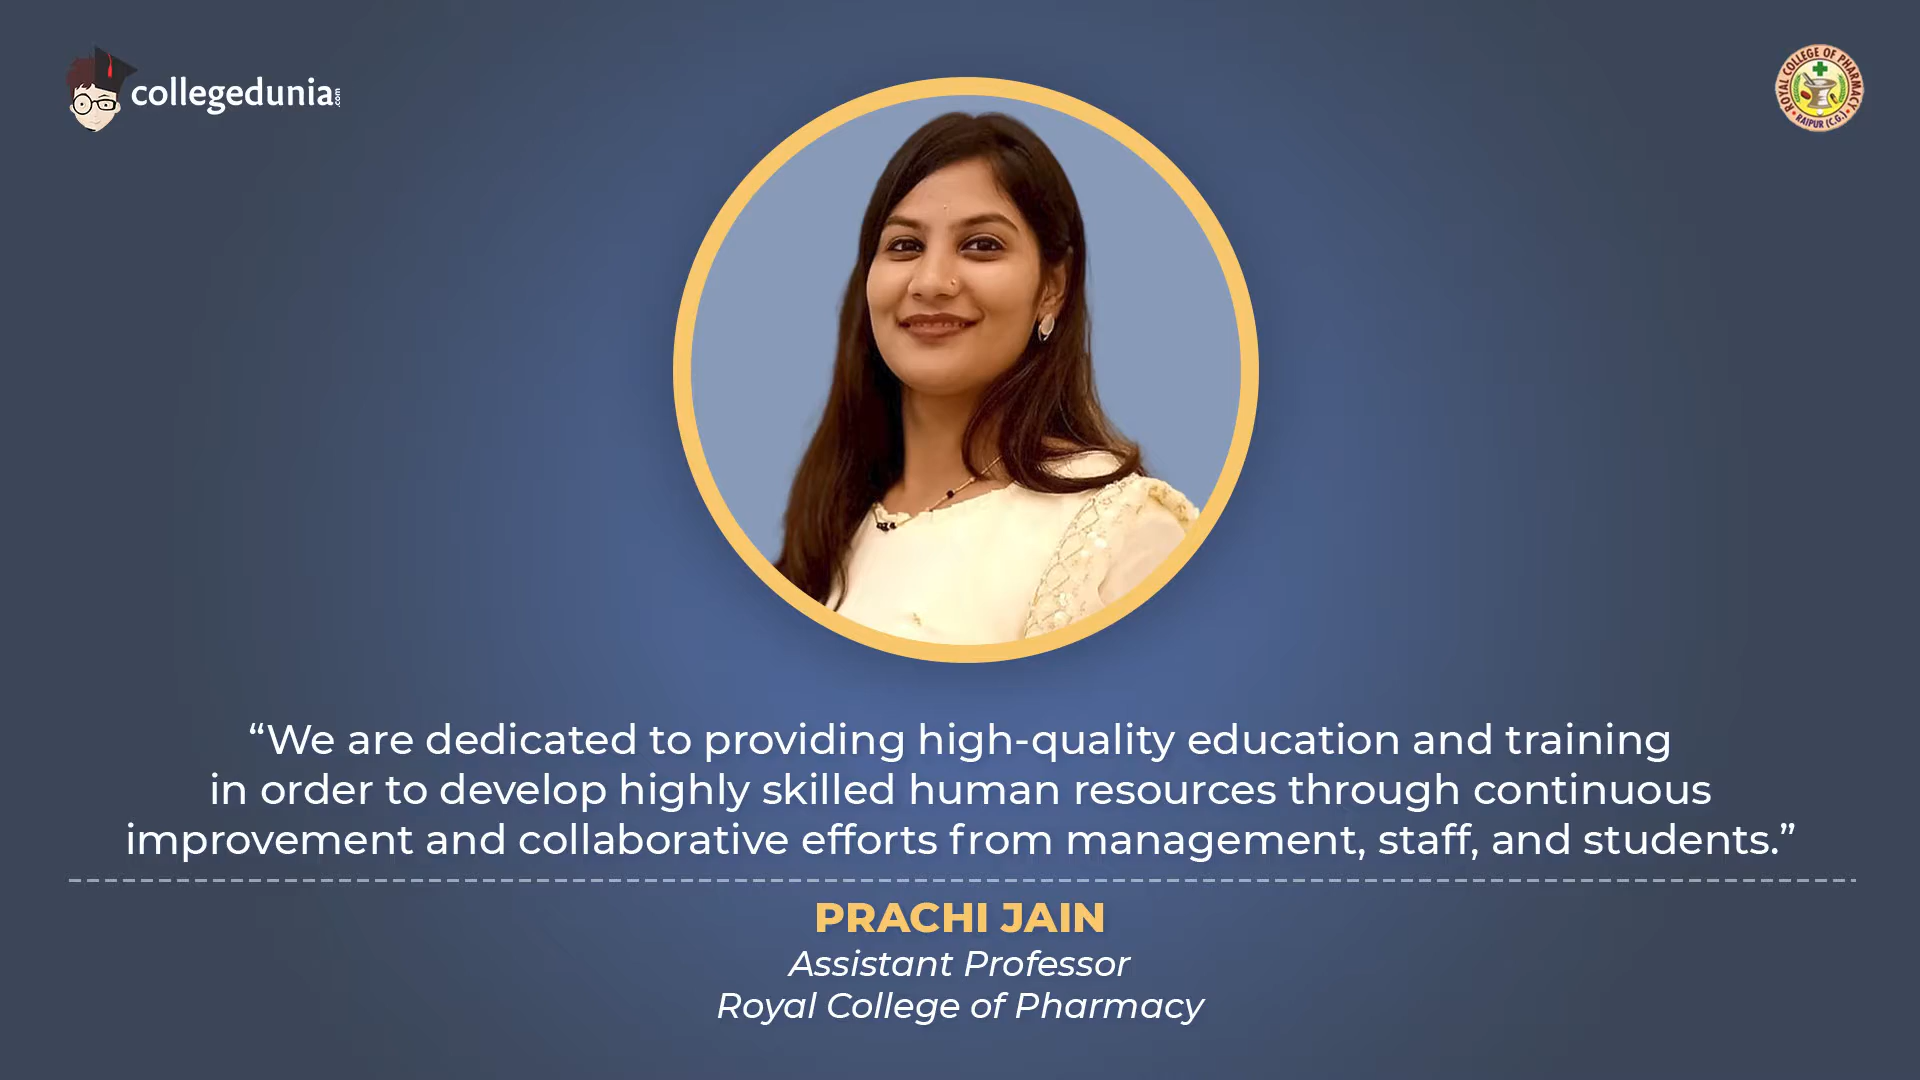 collegedunia.com
ROYAL COLLEGE OF PHARMACY
RAIPUR (C.G.)
“We are dedicated to providing high-quality education and training
in order to develop highly skilled human resources through continuous
improvement and collaborative efforts from management, staff, and students.”
PRACHI JAIN
Assistant Professor
Royal College of Pharmacy